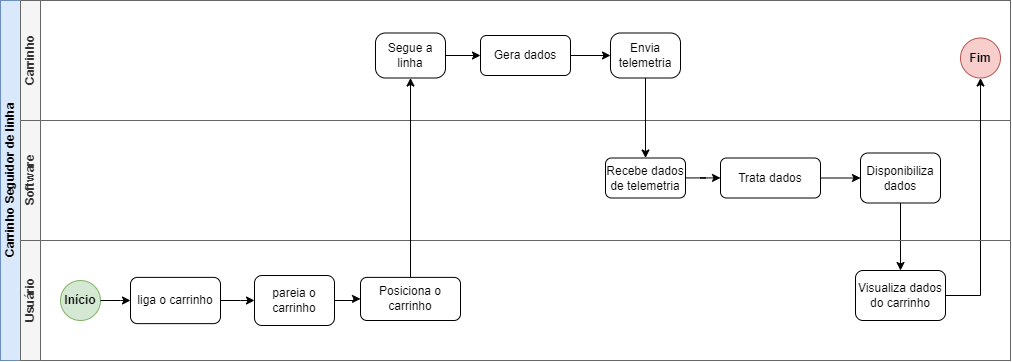 Carrinho Seguidor de linha
Carrinho
Segue a
linha
Gera dados
Envia
telemetria
Fim
Software
Recebe dados
de telemetria
Trata dados
Disponibiliza
dados
Usuário
Início
liga o carrinho
pareia o
carrinho
Posiciona o
carrinho
Visualiza dados
do carrinho